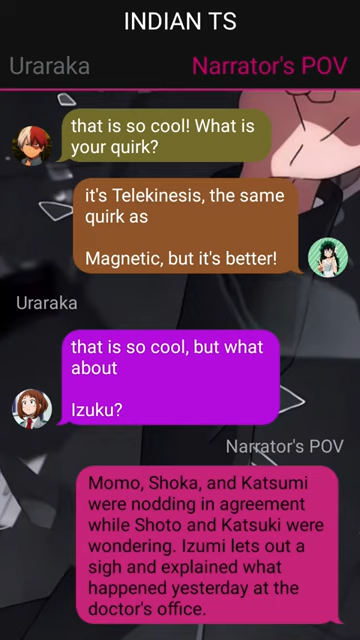 INDIAN TS
Uraraka
Narrator's POV
that is so cool! What is
your quirk?
it's Telekinesis, the same
quirk as
Magnetic, but it's better!
Uraraka
that is so cool, but what
about
Izuku?
Narrator's POV
Momo, Shoka, and Katsumi
were nodding in agreement
while Shoto and Katsuki were
wondering. Izumi lets out a
sigh and explained what
happened yesterday at the
doctor's office.